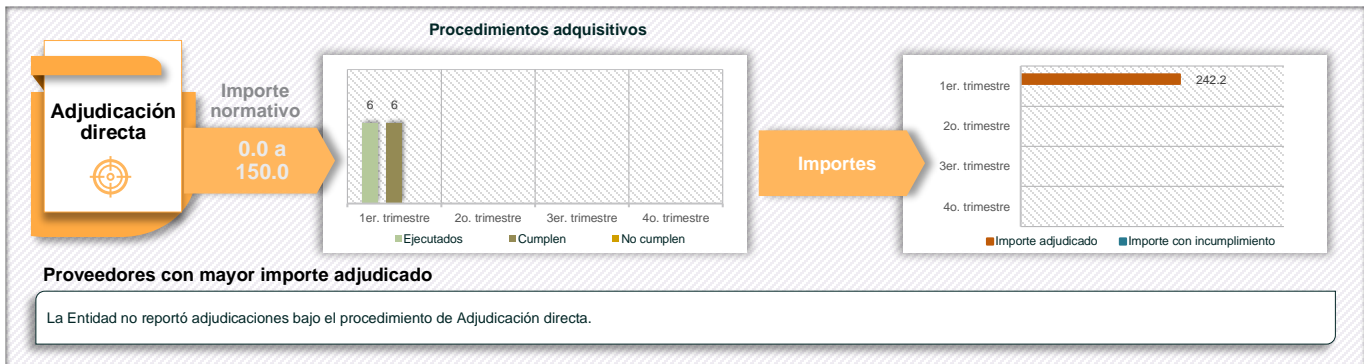 Procedimientos adquisitivos
Adjudicación
directa
Importe
normativo
0.0 a
150.0
6 6
1er. trimestre 2o. trimestre 3er. trimestre 4o. trimestre
Ejecutados Cumplen No cumplen
Importes
1er. trimestre 242.2
2o. trimestre
3er. trimestre
4o. trimestre
Importe adjudicado Importe con incumplimiento
Proveedores con mayor importe adjudicado
La Entidad no reportó adjudicaciones bajo el procedimiento de Adjudicación directa.